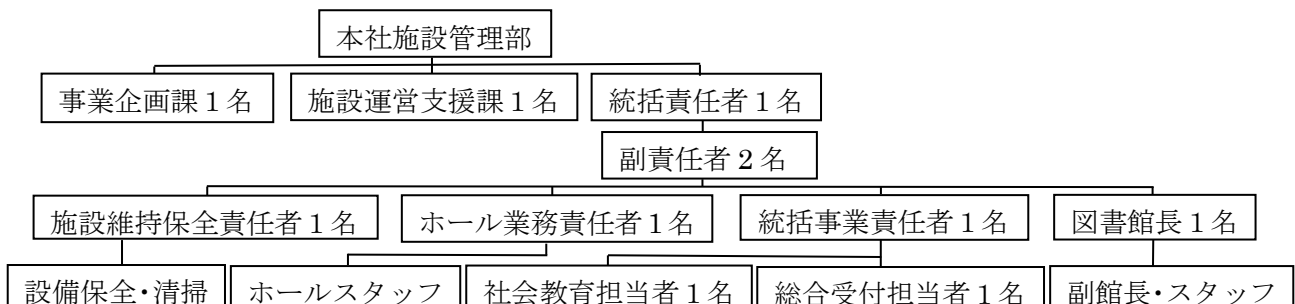 本社施設管理部
事業企画課1名 施設運営支援課1名 統括責任者1名
副責任者2名
施設維持保全責任者1名 ホール業務責任者1名 統括事業責任者1名 図書館長1名
設備保全・清掃 ホールスタッフ 社会教育担当者1名 総合受付担当者1名 副館長・スタッフ